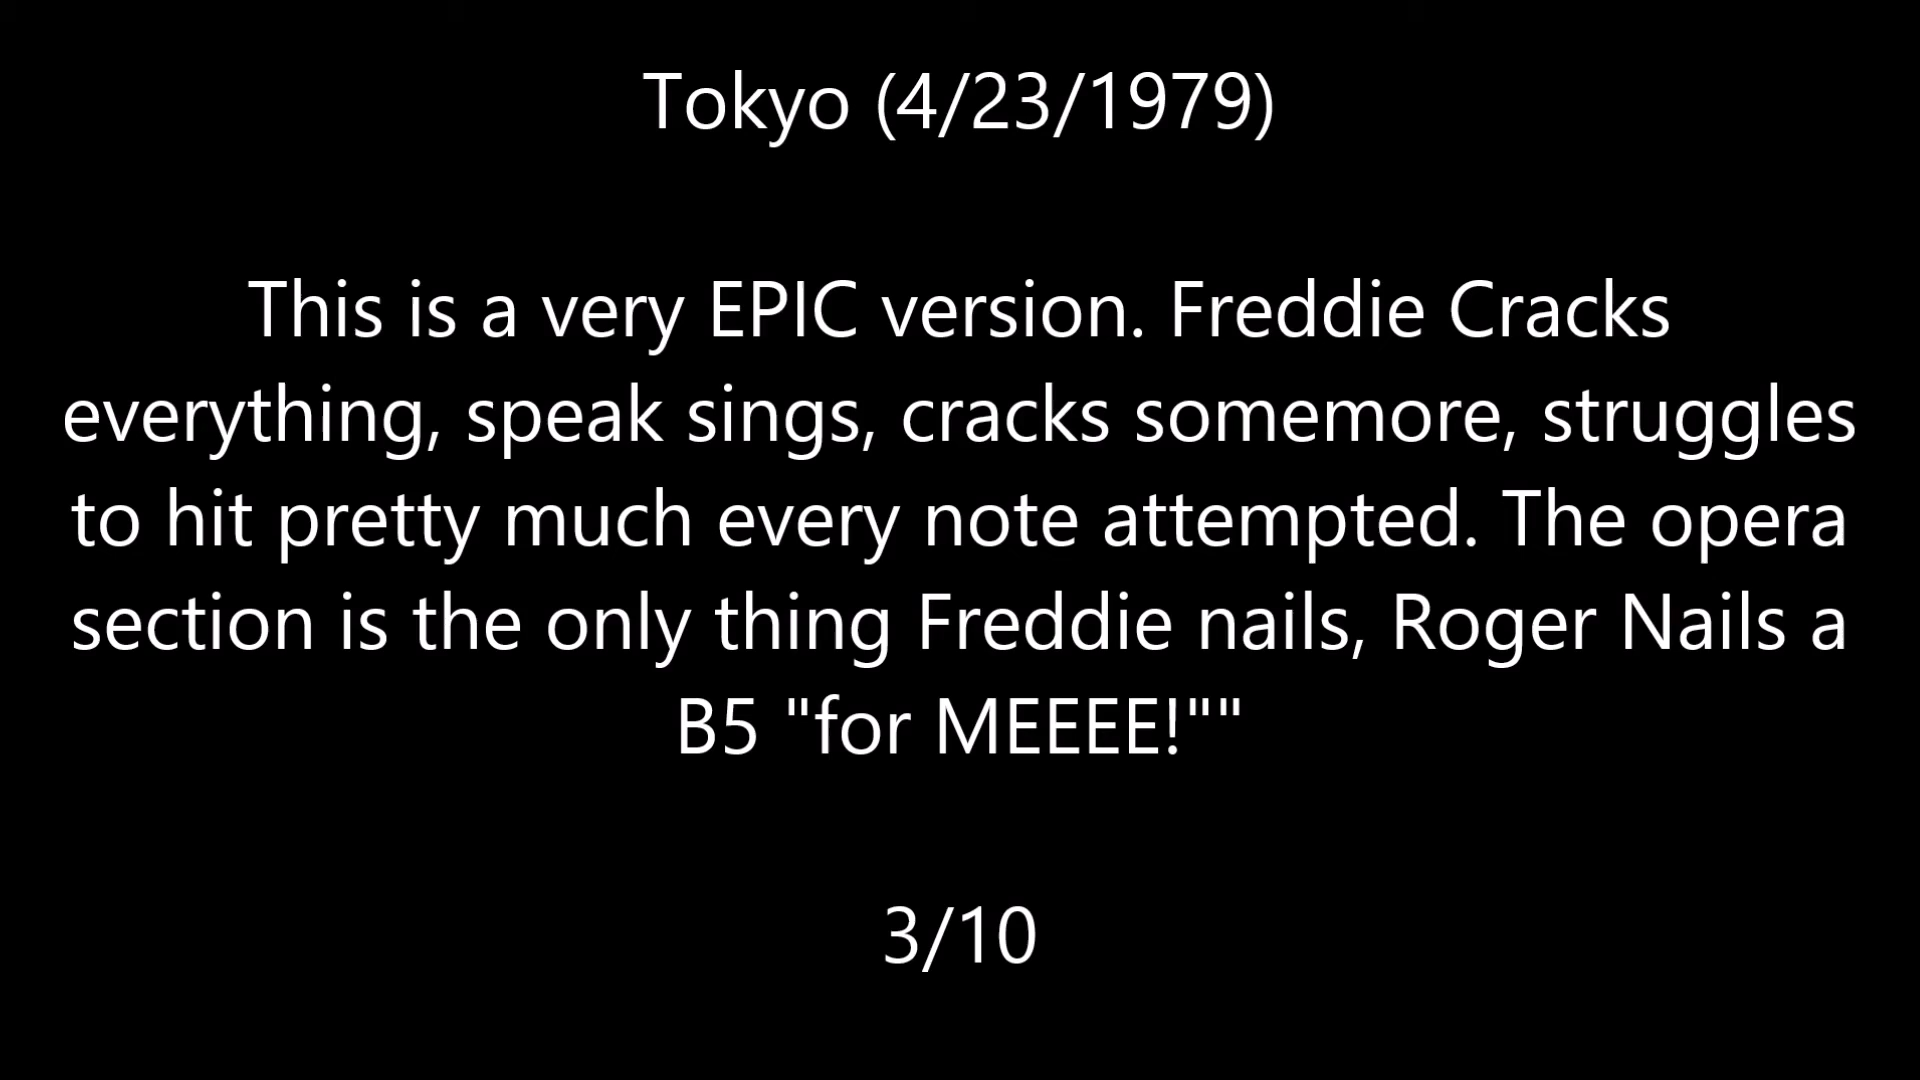 Tokyo (4/23/1979)
This is a very EPIC version. Freddie Cracks
everything, speak sings, cracks somemore, struggles
to hit pretty much every note attempted. The opera
section is the only thing Freddie nails, Roger Nails a
B5 "for MEEEE!""
3/10